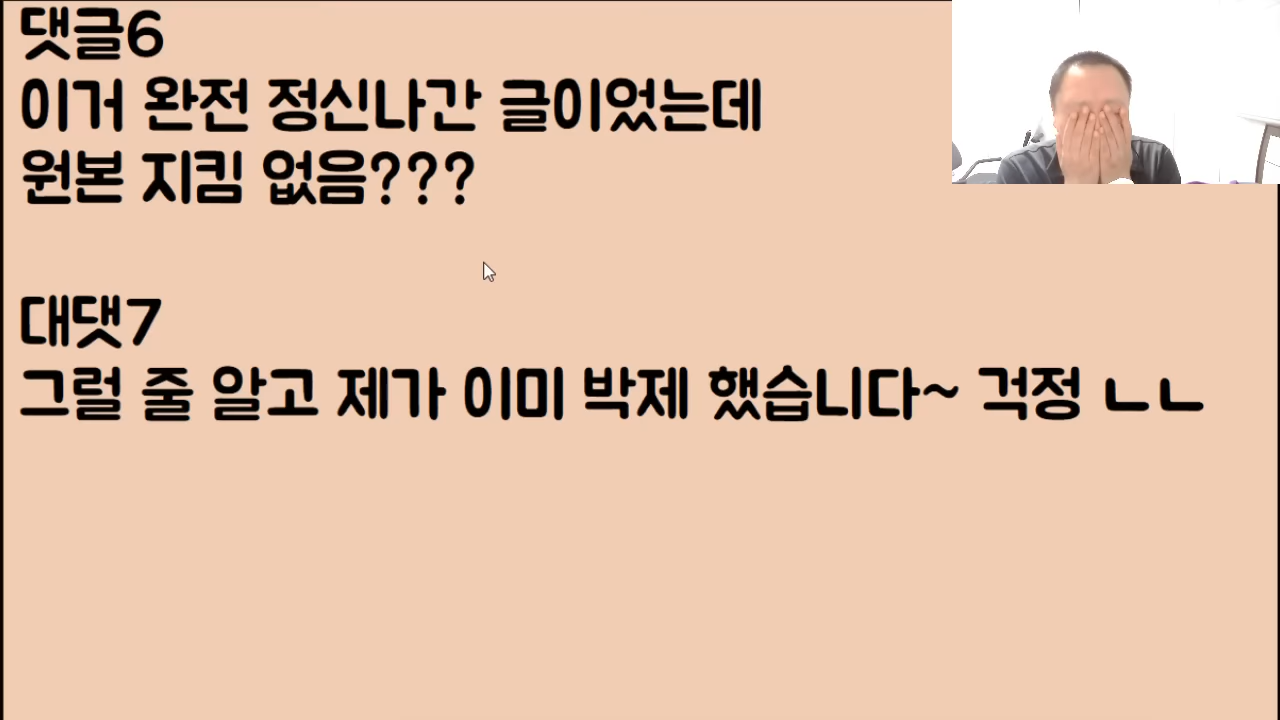 댓글6
이거 완전 정신나간 글이었는데
원본 지킴 없음???
대댓7
그럴 줄 알고 제가 이미 박제 했습니다~ 걱정 ㄴㄴ